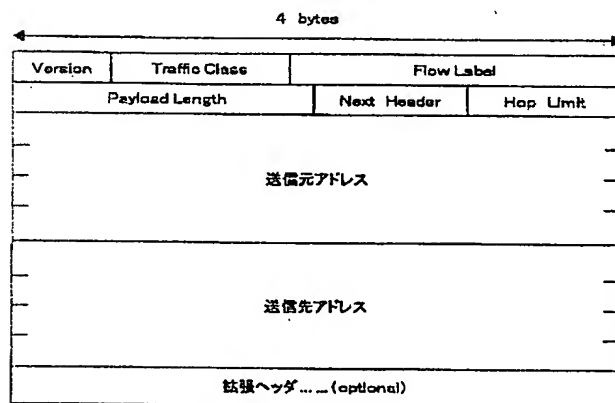 4 bytes
Version Traffic Class Flow Label
Payload Length Next Header Hop Limit
送信元アドレス
送信先アドレス
拡張ヘッダ......(optional)